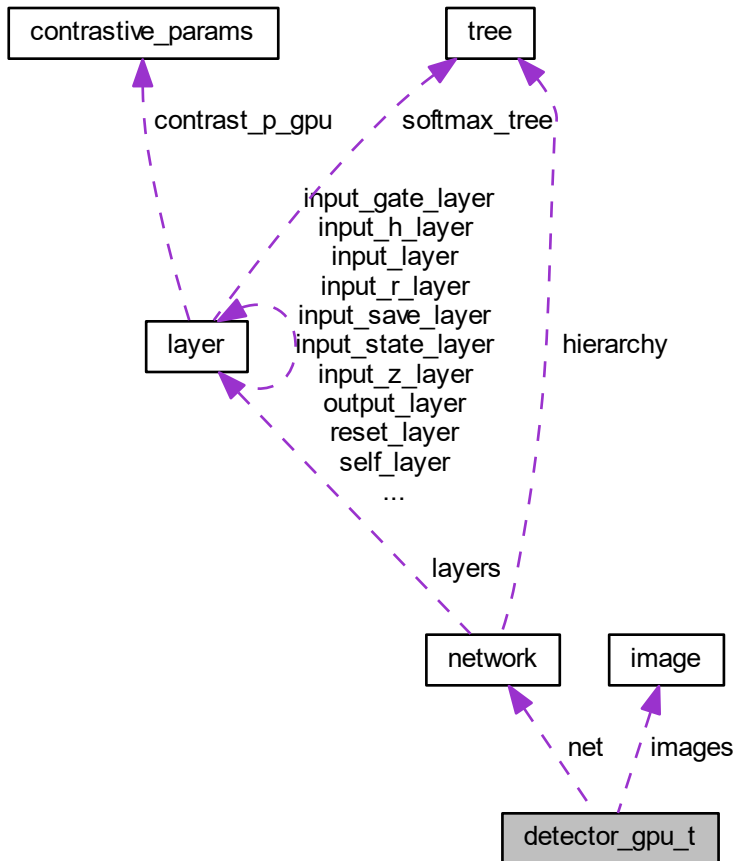 contrastive_params
tree
contrast_p_gpu
softmax_tree
input_gate_layer
input_h_layer
input_layer
input_r_layer
input_save_layer
layer
input_state_layer
hierarchy
input_z_layer
output_layer
reset_layer
self_layer
...
layers
network
image
net
images
detector_gpu_t